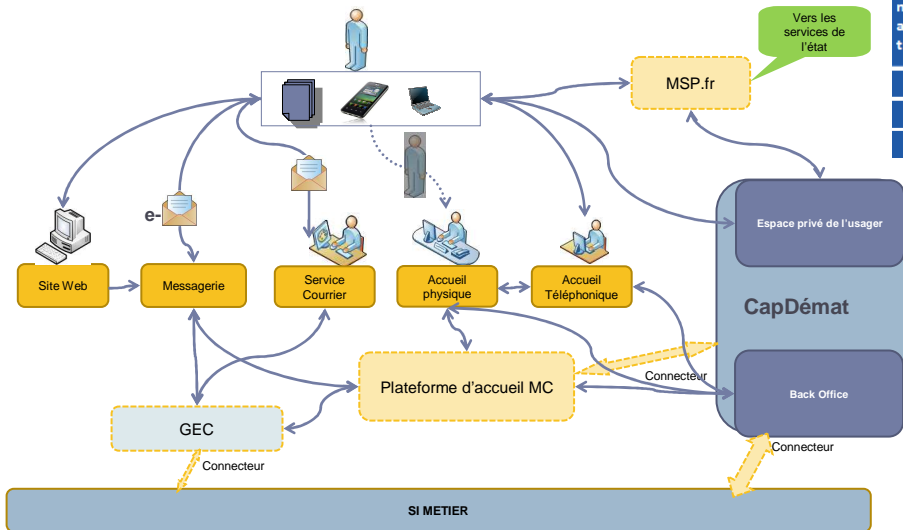 Vers les
services de
l'état
MSP.fr
e-
Espace privé de l'usager
Site Web
Messagerie
Service
Courrier
Accueil
physique
Accueil
Téléphonique
CapDémat
Connecteur
Plateforme d'accueil MC
Back Office
GEC
Connecteur
Connecteur
SI METIER